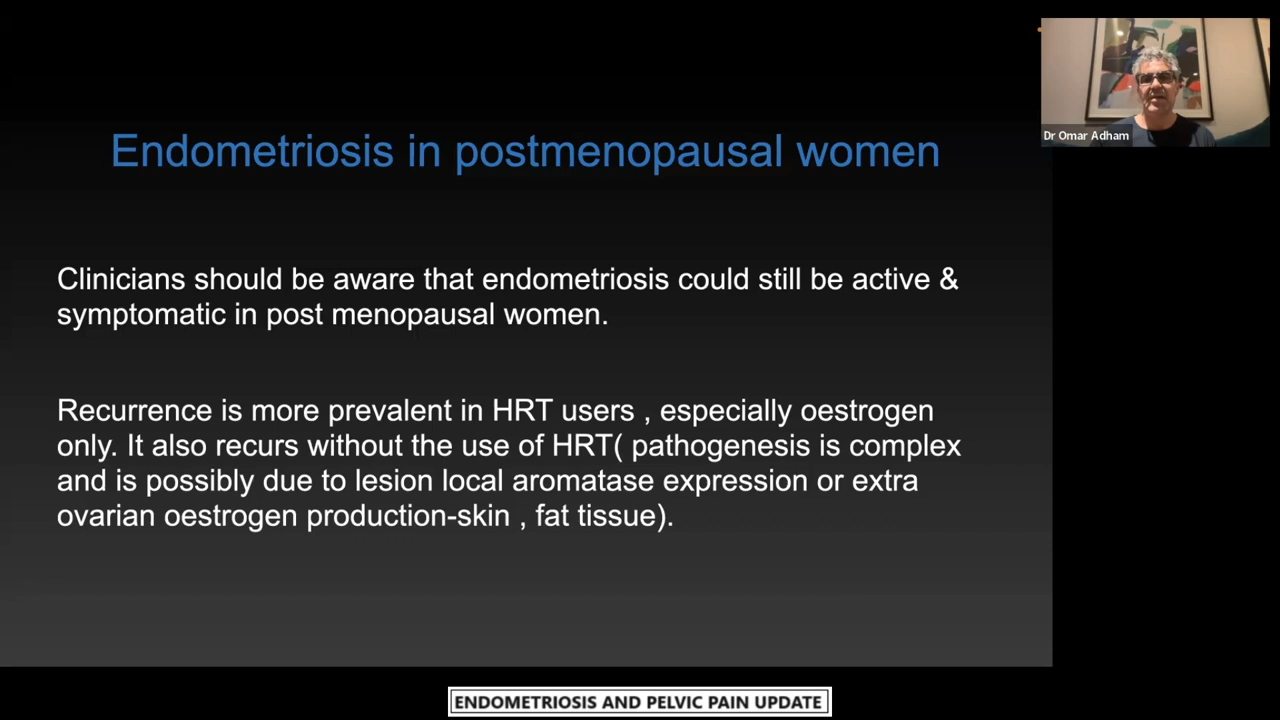 Dr Omar Adham
Endometriosis in postmenopausal women
Clinicians should be aware that endometriosis could still be active &
symptomatic in post menopausal women.
Recurrence is more prevalent in HRT users , especially oestrogen
only. It also recurs without the use of HRT( pathogenesis is complex
and is possibly due to lesion local aromatase expression or extra
ovarian oestrogen production-skin , fat tissue).
ENDOMETRIOSIS AND PELVIC PAIN UPDATE